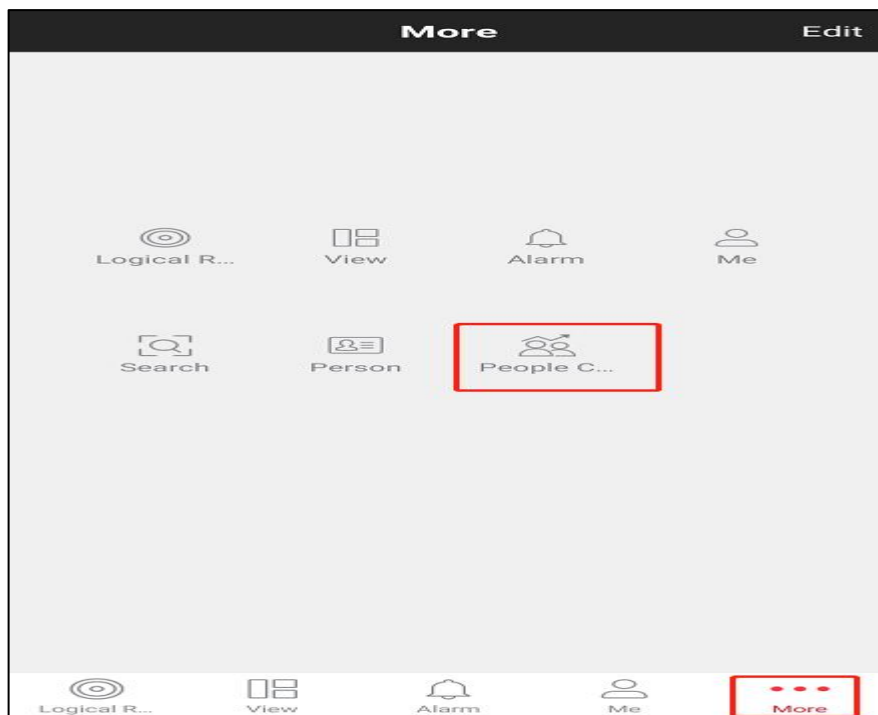 More Edit
Logical R... View Alarm Me
Search Person People C...
Logical R... View Alarm Me More